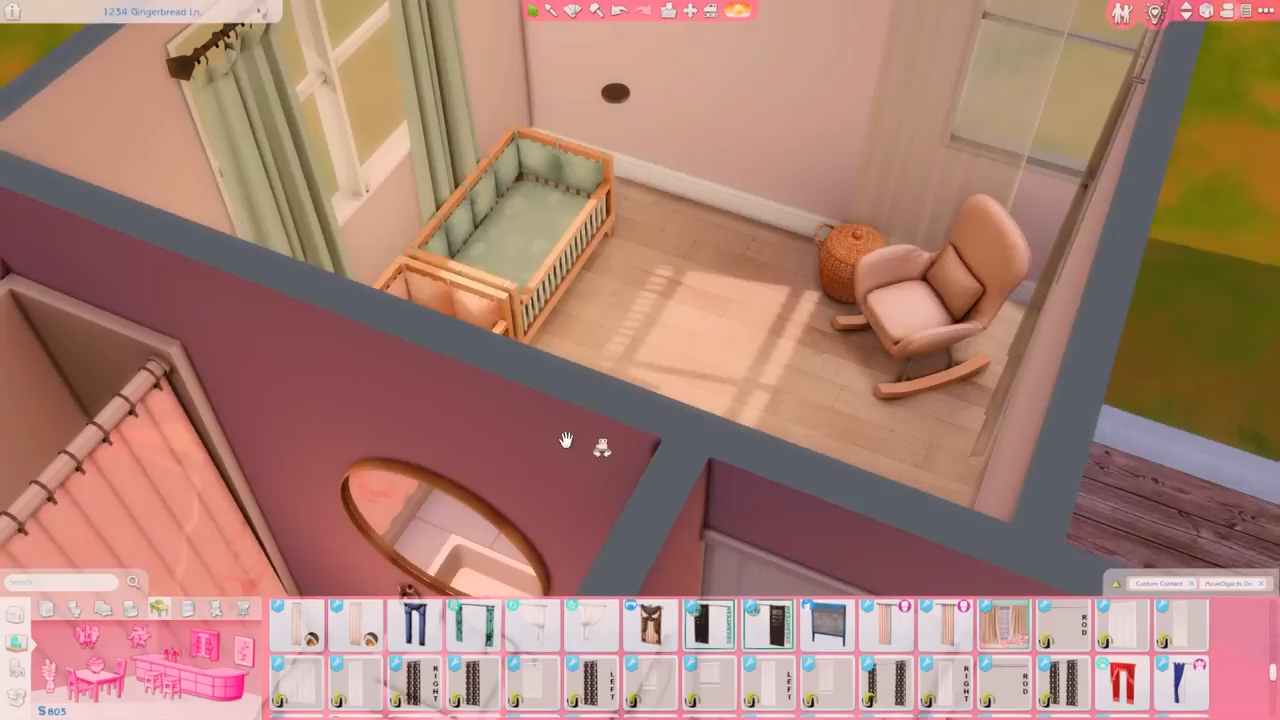 1234 Gingerbread Ln.
Search
Custom Content
MoveObjects On
ROD
RIGHT
LEFT
LEFT
RIGHT
ROD
$803